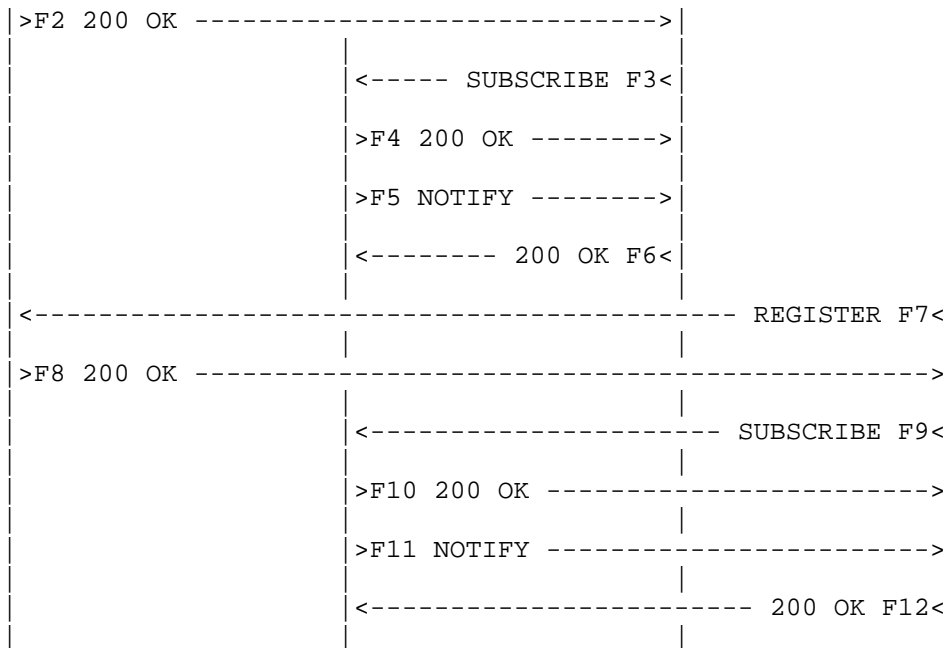 |>F2 200 OK ----------------------------->|
|<----- SUBSCRIBE F3<|
|>F4 200 OK -------->|
|>F5 NOTIFY -------->|
|<-------- 200 OK F6<|
|<-------------------------------------------- REGISTER F7<
|>F8 200 OK ---------------------------------------------->
|<---------------------- SUBSCRIBE F9<
|>F10 200 OK ------------------------>
|>F11 NOTIFY ------------------------>
|<------------------------ 200 OK F12<